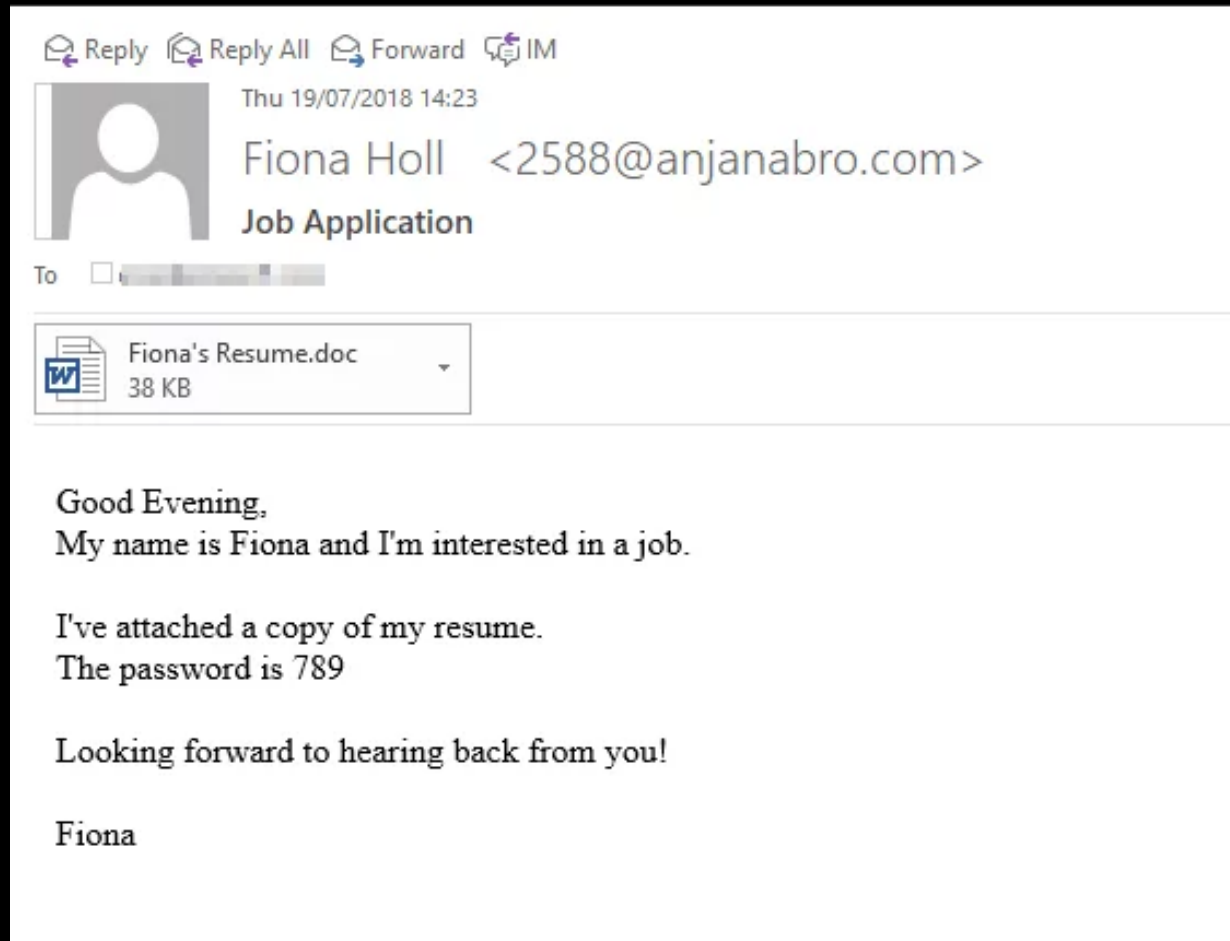 Reply Reply All Forward IM
Thu 19/07/2018 14:23
Fiona Holl <2588@anjanabro.com>
Job Application
To
Fiona's Resume.doc
38 KB
Good Evening,
My name is Fiona and I'm interested in a job.
I've attached a copy of my resume.
The password is 789
Looking forward to hearing back from you!
Fiona